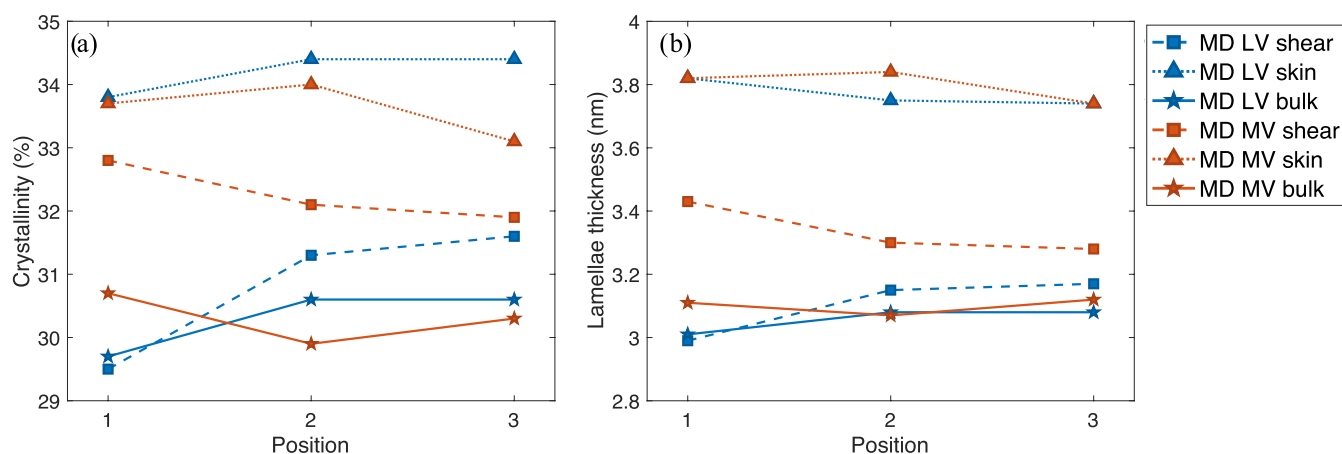 (a)
Crystallinity (%)
35
34
33
32
31
30
29
1 2 3
Position
(b)
Lamellae thickness (nm)
4
3.8
3.6
3.4
3.2
3
2.8
1 2 3
Position
MD LV shear
MD LV skin
MD LV bulk
MD MV shear
MD MV skin
MD MV bulk